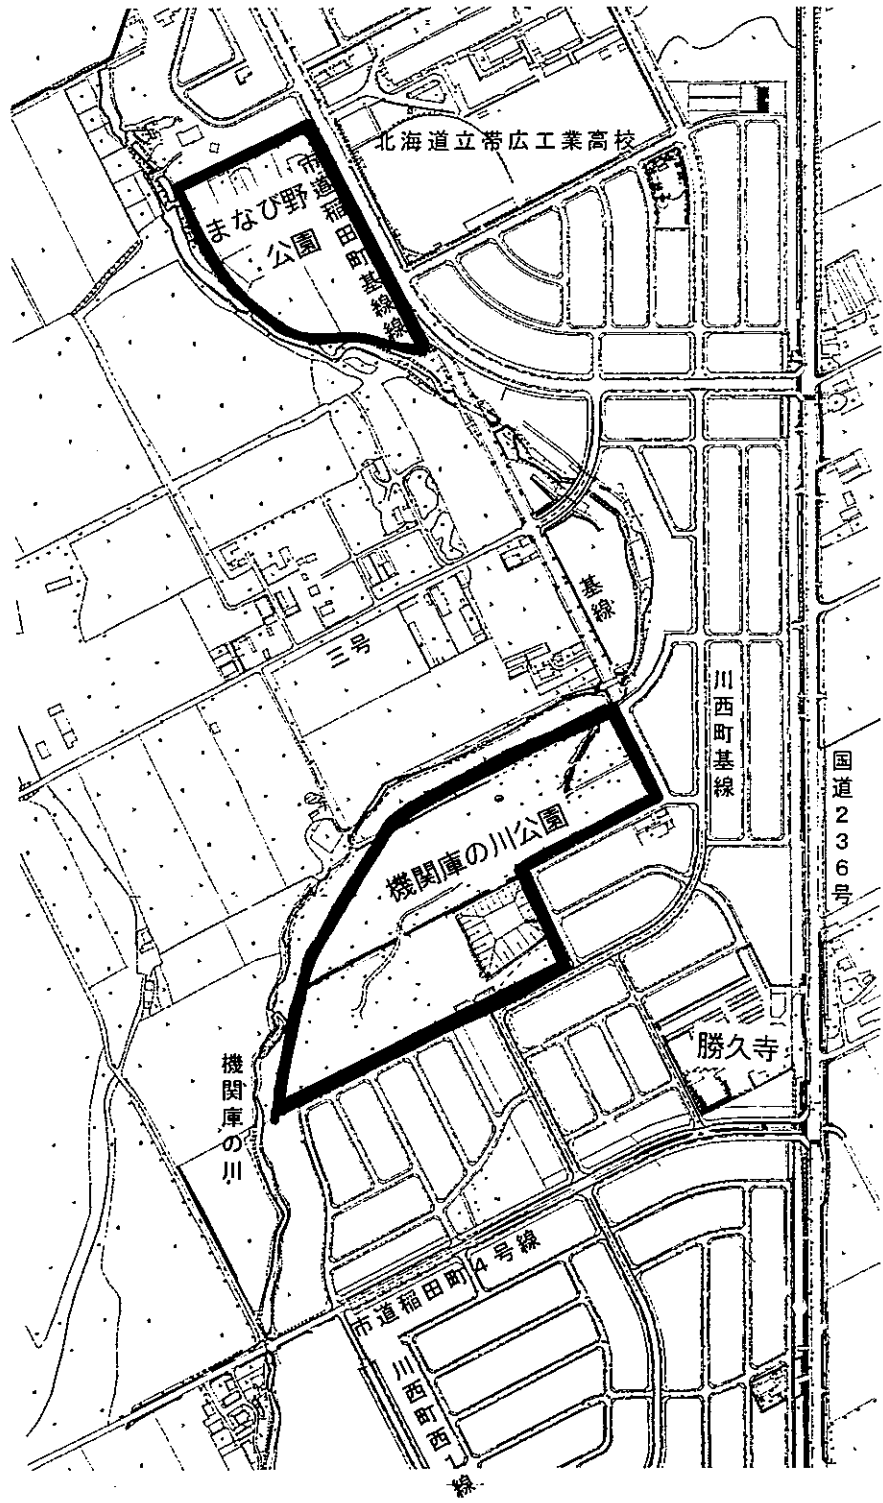 北海道立帯広工業高校
まなび野
公園
市道稲田町基線線
基線
三号
川西町基線
国道236号
機関庫の川公園
勝久寺
機関庫の川
市道稲田町4号線
川西町西1線